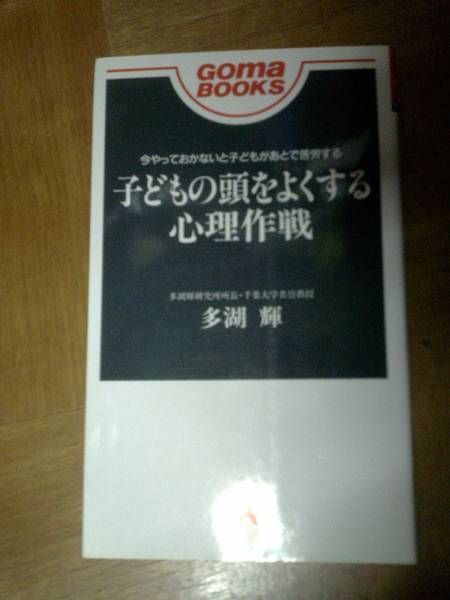 Goma
BOOKS
今やっておかないと子どもがあとで苦労する
子どもの頭をよくする
心理作戦
多湖輝研究所所長・千葉大学名誉教授
多湖 輝